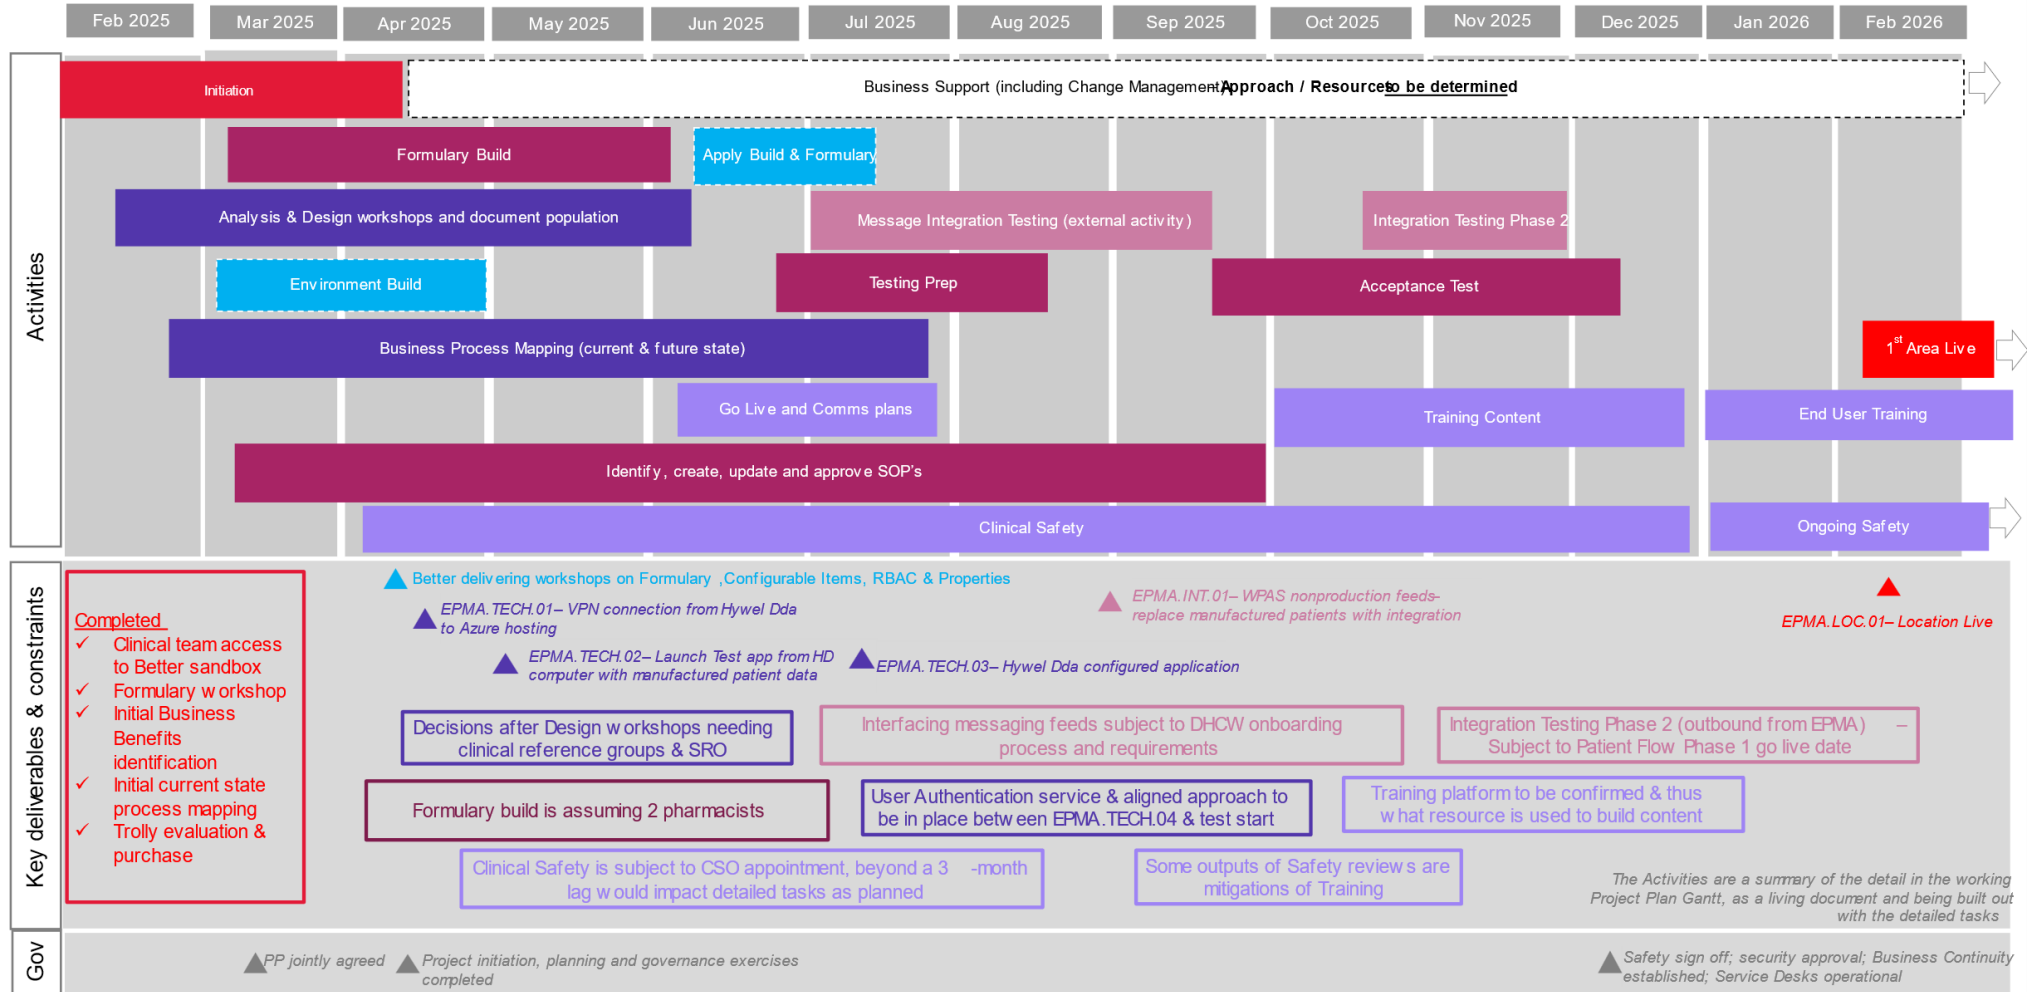 Feb 2025
Mar 2025
Apr 2025
May 2025
Jun 2025
Jul 2025
Aug 2025
Sep 2025
Oct 2025
Nov 2025
Dec 2025
Jan 2026
Feb 2026
Activities
Initiation
Business Support (including Change Management) – Approach / Resources to be determined
Formulary Build
Apply Build & Formulary
Analysis & Design workshops and document population
Message Integration Testing (external activity)
Integration Testing Phase 2
Environment Build
Testing Prep
Acceptance Test
Business Process Mapping (current & future state)
1st Area Live
Go Live and Comms plans
Training Content
End User Training
Identify, create, update and approve SOP's
Clinical Safety
Ongoing Safety
Key deliverables & constraints
Completed
✓ Clinical team access
to Better sandbox
✓ Formulary workshop
✓ Initial Business
Benefits
identification
✓ Initial current state
process mapping
✓ Trolly evaluation &
purchase
Better delivering workshops on Formulary ,Configurable Items, RBAC & Properties
EPMA.TECH.01– VPN connection from Hywel Dda
to Azure hosting
EPMA.INT.01– WPAS nonproduction feeds–
replace manufactured patients with integration
EPMA.LOC.01– Location Live
EPMA.TECH.02– Launch Test app from HD
computer with manufactured patient data
EPMA.TECH.03– Hywel Dda configured application
Decisions after Design workshops needing
clinical reference groups & SRO
Interfacing messaging feeds subject to DHCW onboarding
process and requirements
Integration Testing Phase 2 (outbound from EPMA) –
Subject to Patient Flow Phase 1 go live date
Formulary build is assuming 2 pharmacists
User Authentication service & aligned approach to
be in place between EPMA.TECH.04 & test start
Training platform to be confirmed & thus
what resource is used to build content
Clinical Safety is subject to CSO appointment, beyond a 3 -month
lag would impact detailed tasks as planned
Some outputs of Safety reviews are
mitigations of Training
The Activities are a summary of the detail in the working
Project Plan Gantt, as a living document and being built out
with the detailed tasks
Gov
PP jointly agreed
Project initiation, planning and governance exercises
completed
Safety sign off; security approval; Business Continuity
established; Service Desks operational